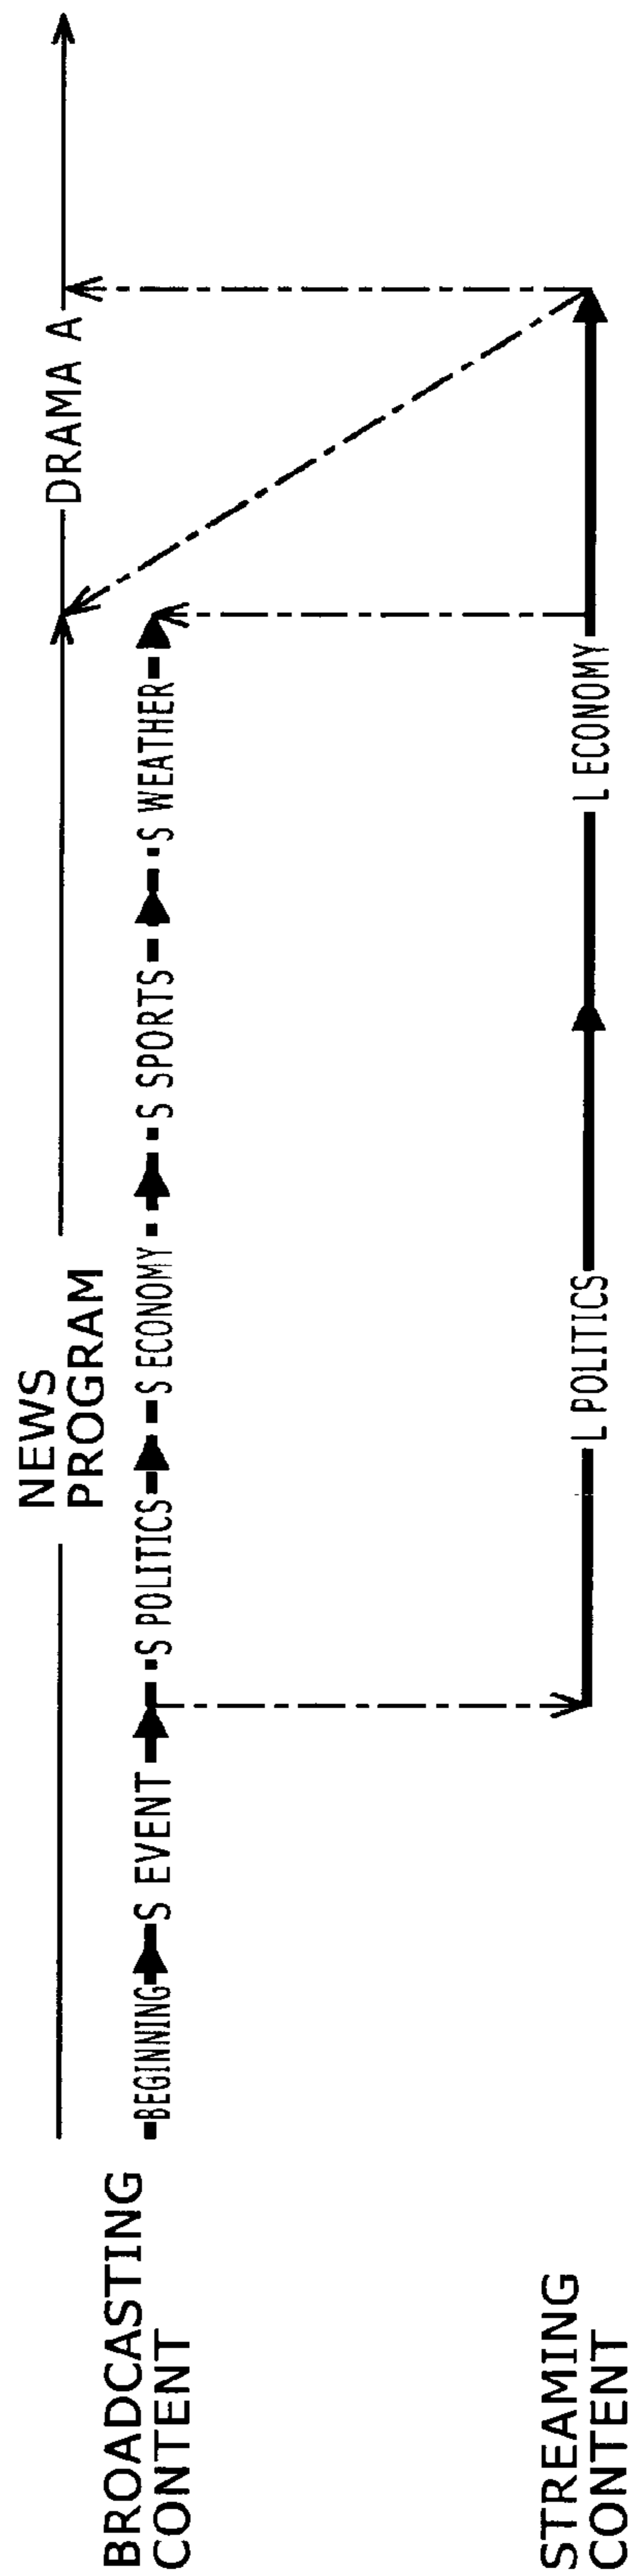 NEWS
PROGRAM
DRAMA A
BROADCASTING
CONTENT
BEGINNING
S EVENT
S POLITICS
S ECONOMY
S SPORTS
S WEATHER
STREAMING
CONTENT
L POLITICS
L ECONOMY